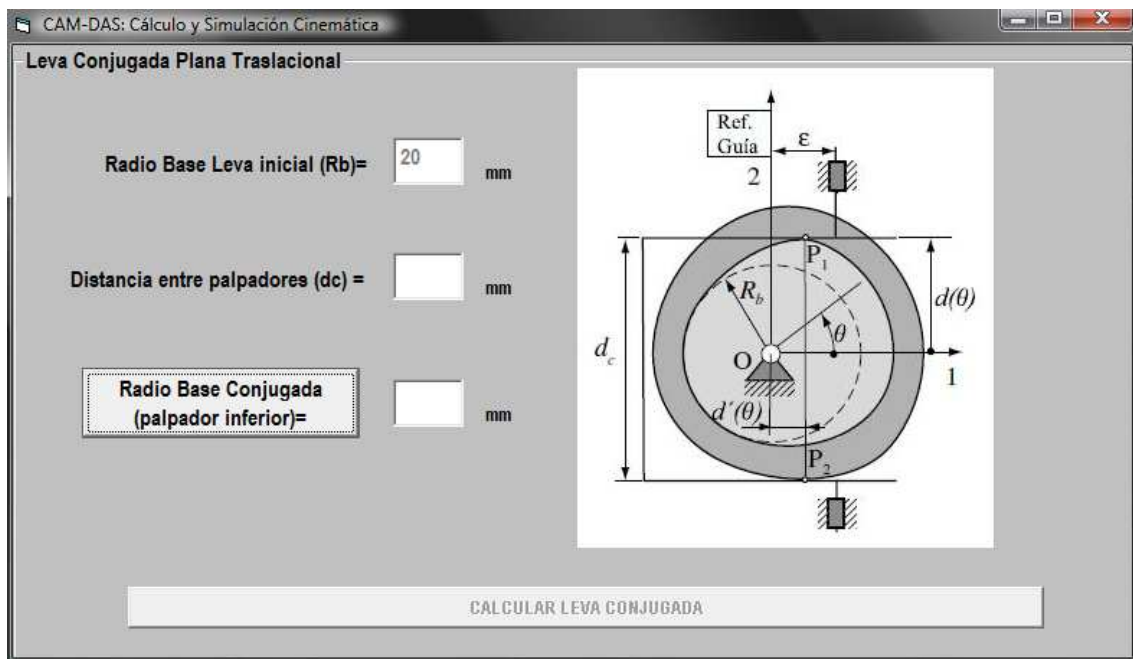 CAM-DAS: Cálculo y Simulación Cinemática
X
Leva Conjugada Plana Traslacional
Radio Base Leva inicial (Rb)= 20 mm
Distancia entre palpadores (dc) = mm
Radio Base Conjugada
(palpador inferior)= mm
Ref.
Guía
ε
2
P₁
R_b
d(θ)
θ
d_c
O
1
d´(θ)
P₂
CALCULAR LEVA CONJUGADA